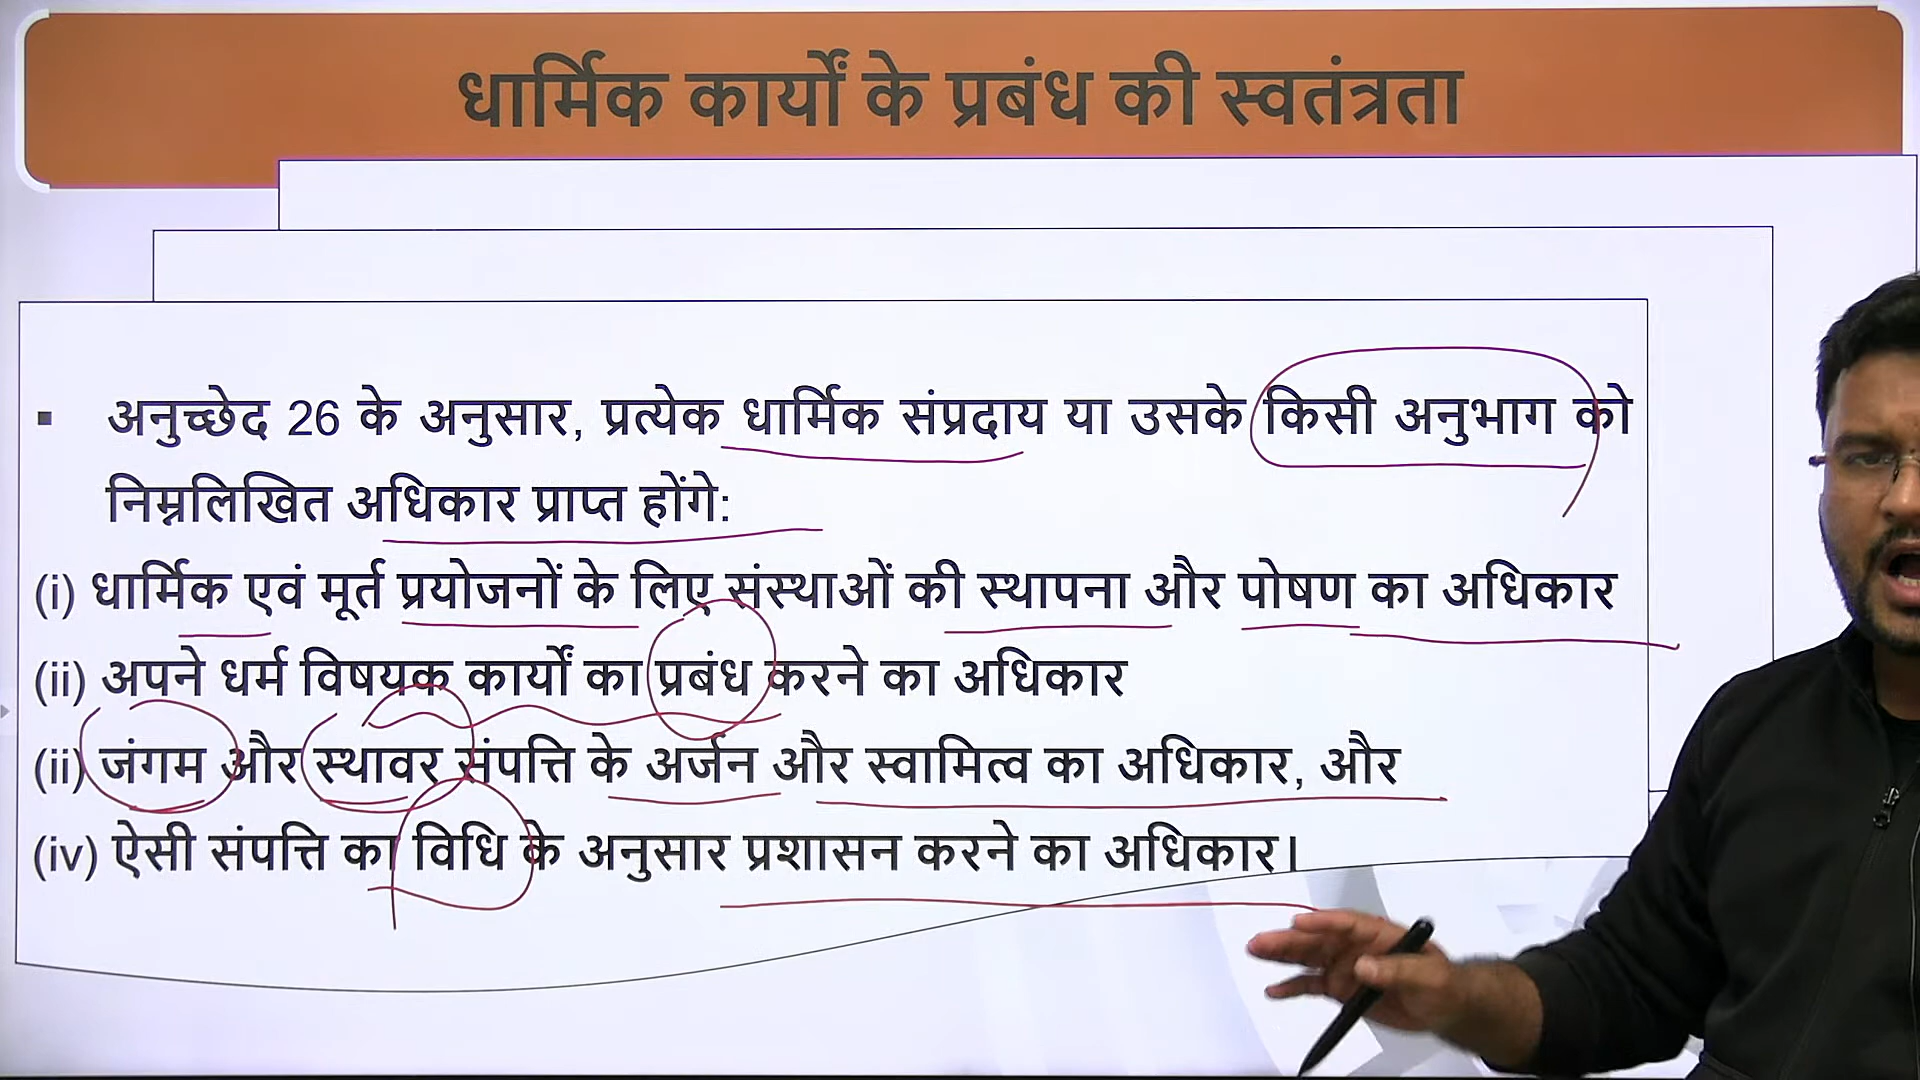 धार्मिक कार्यों के प्रबंध की स्वतंत्रता
▪ अनुच्छेद 26 के अनुसार, प्रत्येक धार्मिक संप्रदाय या उसके किसी अनुभाग को
निम्नलिखित अधिकार प्राप्त होंगे:
(i) धार्मिक एवं मूर्त प्रयोजनों के लिए संस्थाओं की स्थापना और पोषण का अधिकार
(ii) अपने धर्म विषयक कार्यों का प्रबंध करने का अधिकार
(ii) जंगम और स्थावर संपत्ति के अर्जन और स्वामित्व का अधिकार, और
(iv) ऐसी संपत्ति का विधि के अनुसार प्रशासन करने का अधिकार।